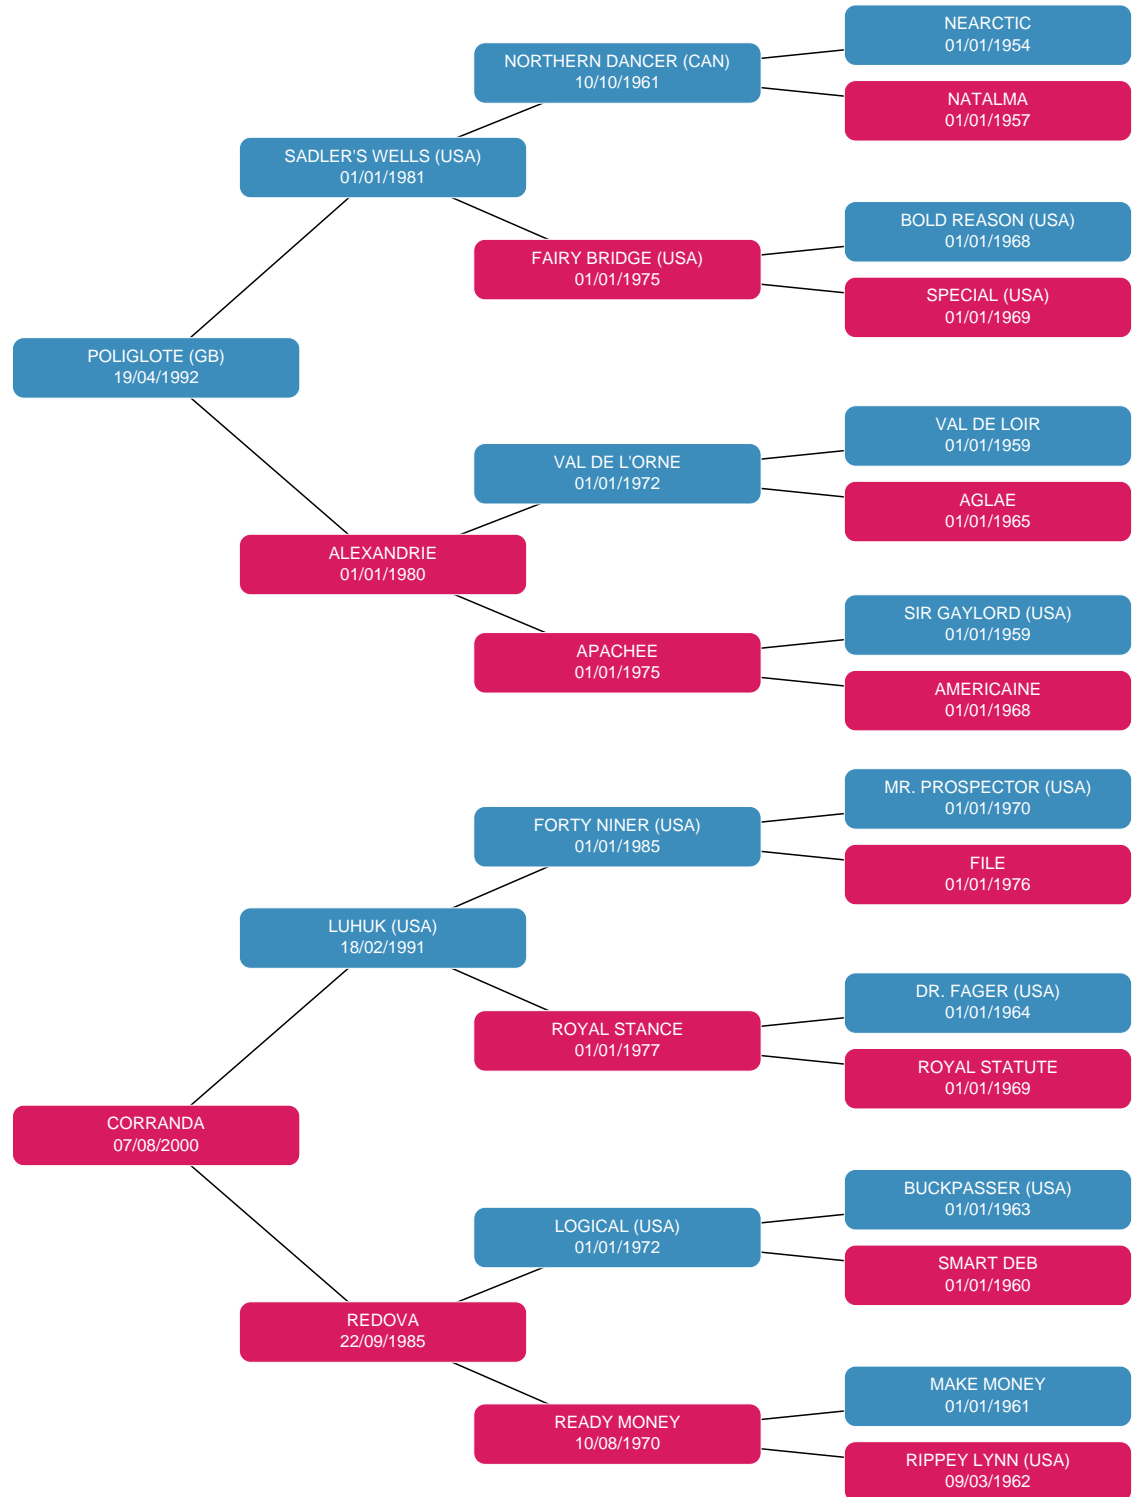 NEARCTIC
01/01/1954
NORTHERN DANCER (CAN)
10/10/1961
NATALMA
01/01/1957
SADLER'S WELLS (USA)
01/01/1981
BOLD REASON (USA)
01/01/1968
FAIRY BRIDGE (USA)
01/01/1975
SPECIAL (USA)
01/01/1969
POLIGLOTE (GB)
19/04/1992
VAL DE LOIR
01/01/1959
VAL DE L'ORNE
01/01/1972
AGLAE
01/01/1965
ALEXANDRIE
01/01/1980
SIR GAYLORD (USA)
01/01/1959
APACHEE
01/01/1975
AMERICAINE
01/01/1968
MR. PROSPECTOR (USA)
01/01/1970
FORTY NINER (USA)
01/01/1985
FILE
01/01/1976
LUHUK (USA)
18/02/1991
DR. FAGER (USA)
01/01/1964
ROYAL STANCE
01/01/1977
ROYAL STATUTE
01/01/1969
CORRANDA
07/08/2000
BUCKPASSER (USA)
01/01/1963
LOGICAL (USA)
01/01/1972
SMART DEB
01/01/1960
REDOVA
22/09/1985
MAKE MONEY
01/01/1961
READY MONEY
10/08/1970
RIPPEY LYNN (USA)
09/03/1962